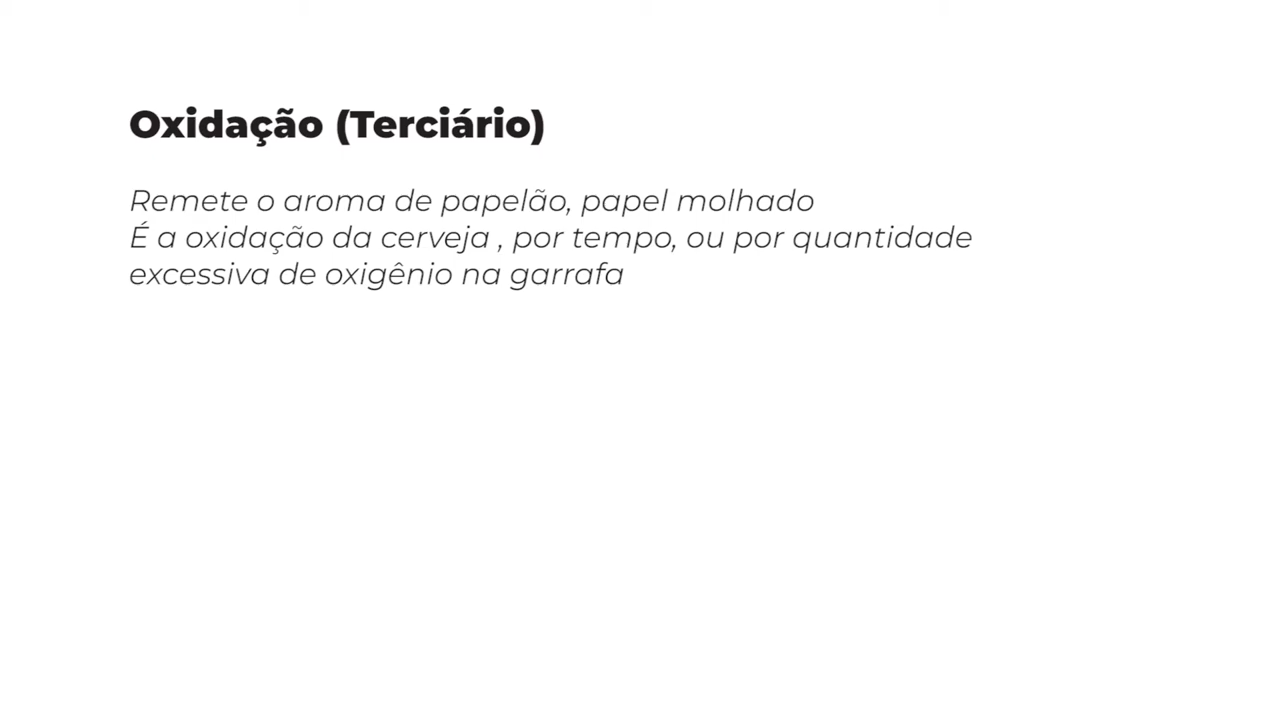 Oxidação (Terciário)
Remete o aroma de papelão, papel molhado
É a oxidação da cerveja , por tempo, ou por quantidade
excessiva de oxigênio na garrafa